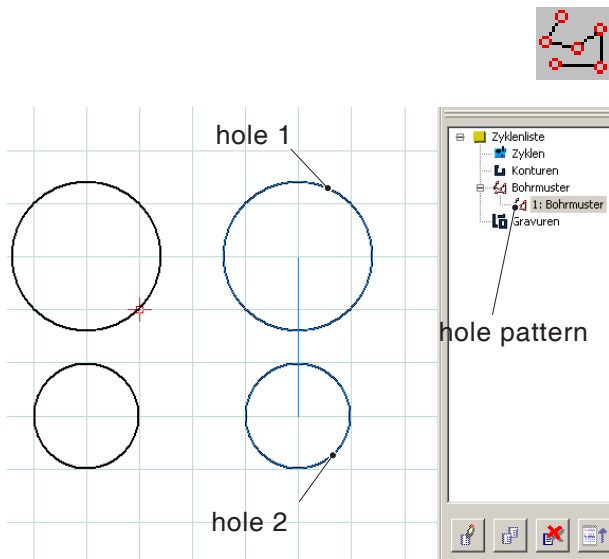 hole 1
Zyklenliste
Zyklen
Konturen
Bohrmuster
1: Bohrmuster
Gravuren
hole pattern
hole 2